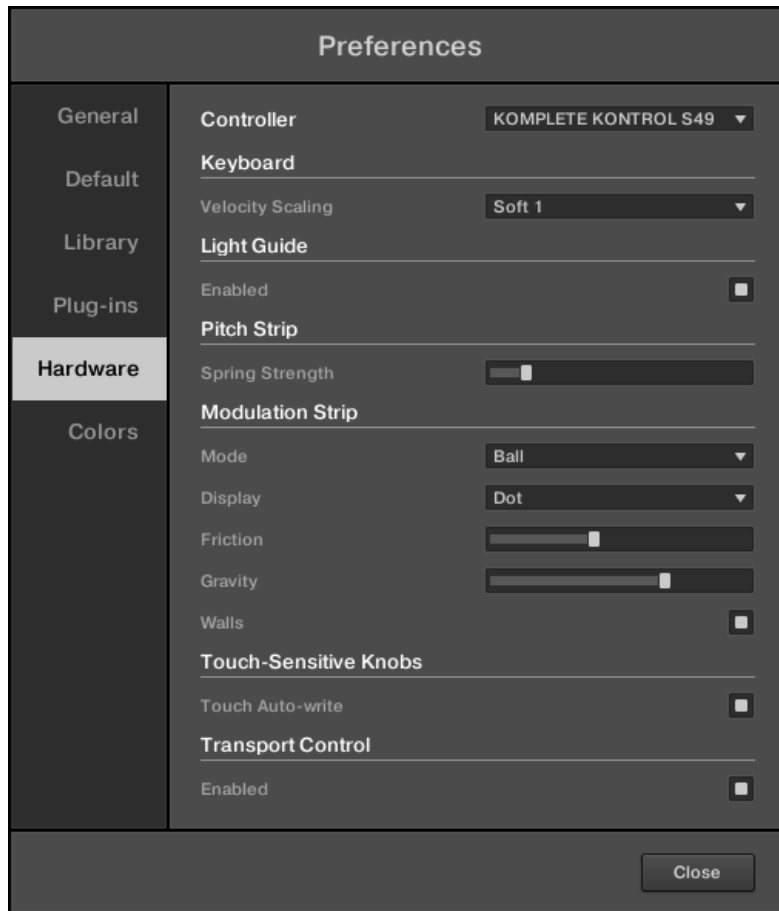 Preferences
General
Default
Library
Plug-ins
Hardware
Colors
Controller KOMPLETE KONTROL S49
Keyboard
Velocity Scaling Soft 1
Light Guide
Enabled
Pitch Strip
Spring Strength
Modulation Strip
Mode Ball
Display Dot
Friction
Gravity
Walls
Touch-Sensitive Knobs
Touch Auto-write
Transport Control
Enabled
Close